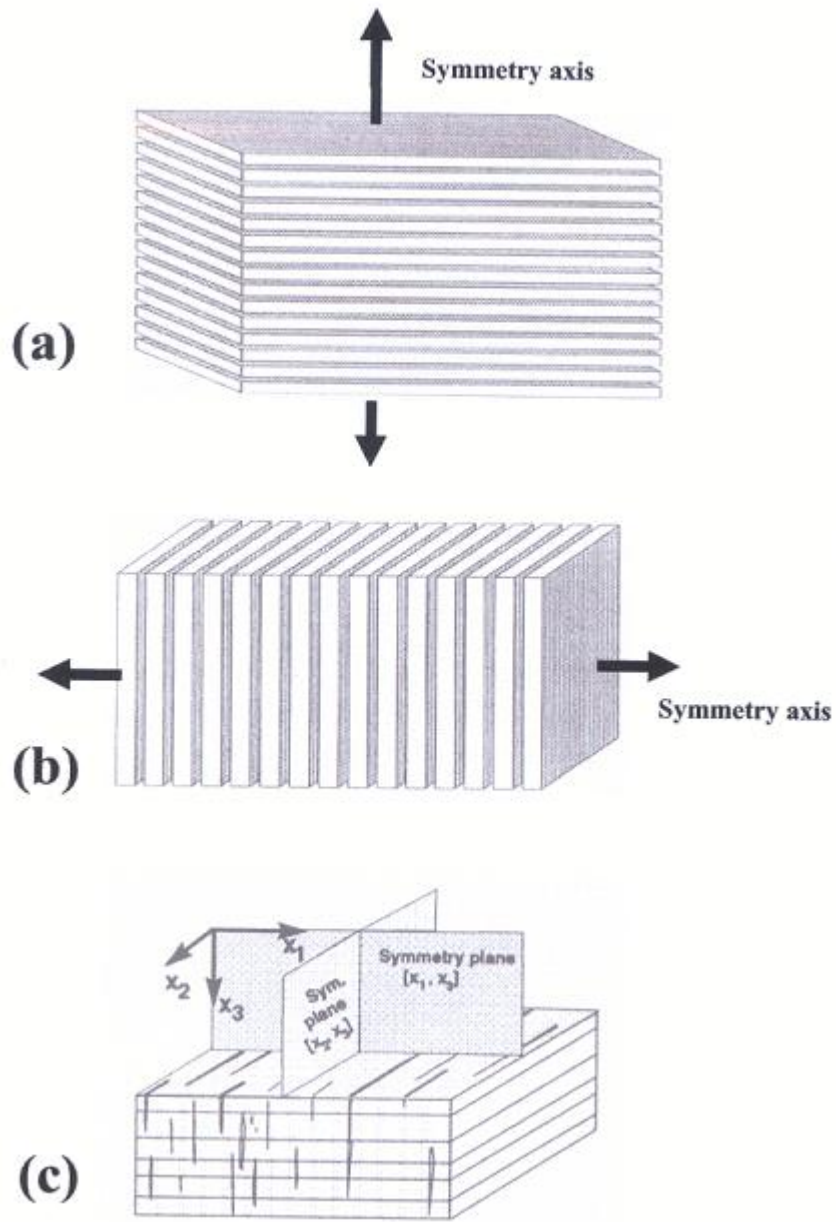 Symmetry axis
(a)
Symmetry axis
(b)
x1
x2
x3
Symmetry plane
[x1, x3]
Sym.
plane
[x2, x3]
(c)